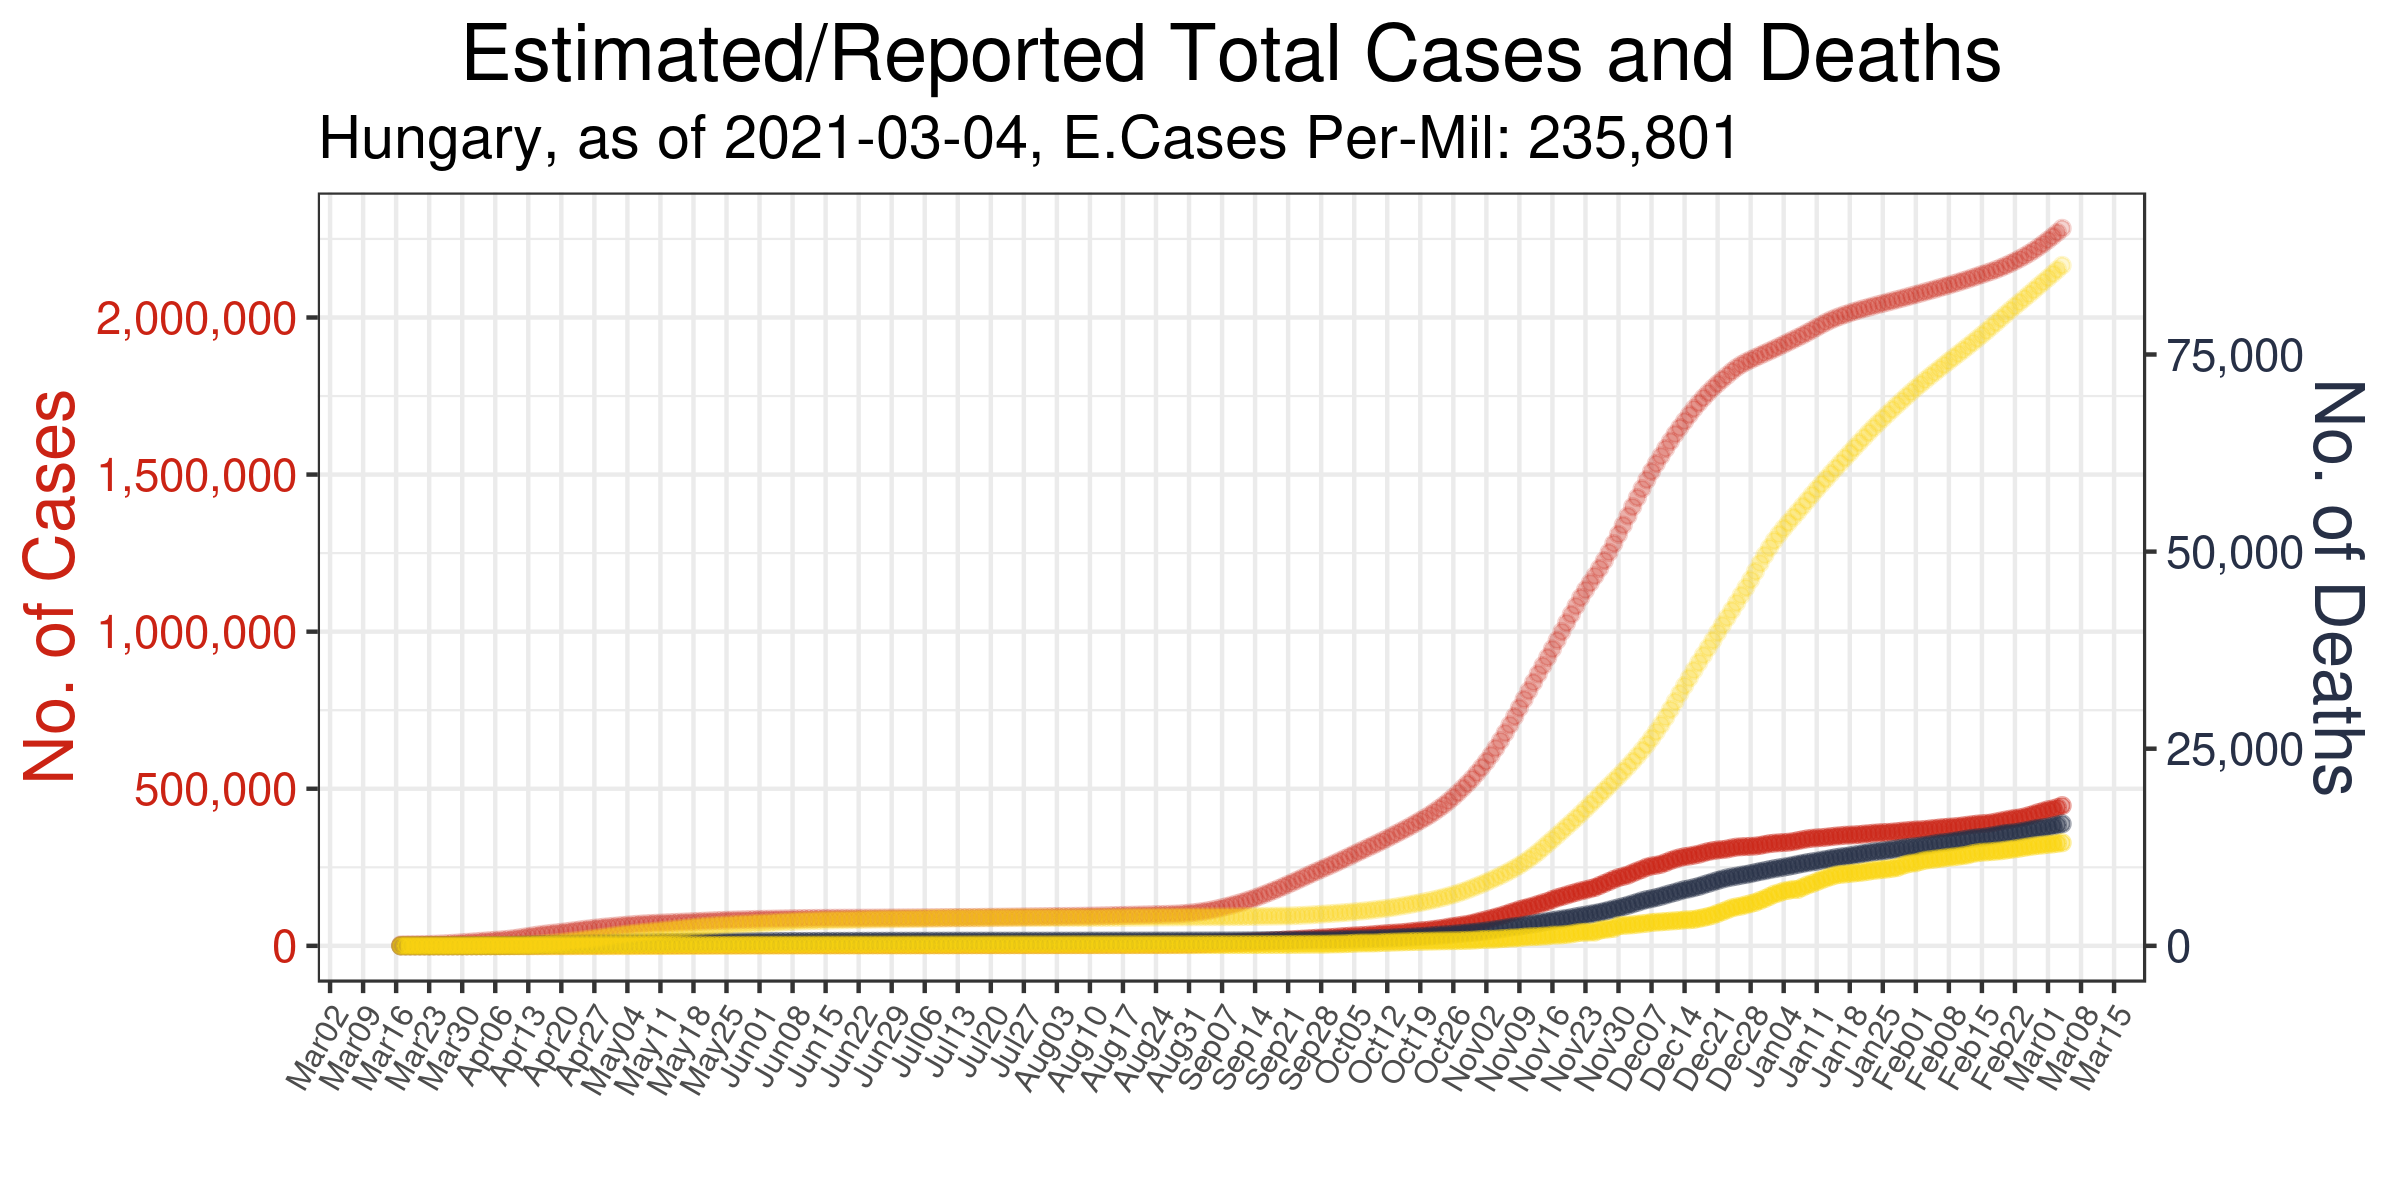 Estimated/Reported Total Cases and Deaths
Hungary, as of 2021-03-04, E.Cases Per-Mil: 235,801
No. of Cases
2,000,000
1,500,000
1,000,000
500,000
0
75,000
50,000
25,000
0
No. of Deaths
Mar02
Mar09
Mar16
Mar23
Mar30
Apr06
Apr13
Apr20
Apr27
May04
May11
May18
May25
Jun01
Jun08
Jun15
Jun22
Jun29
Jul06
Jul13
Jul20
Jul27
Aug03
Aug10
Aug17
Aug24
Aug31
Sep07
Sep14
Sep21
Sep28
Oct05
Oct12
Oct19
Oct26
Nov02
Nov09
Nov16
Nov23
Nov30
Dec07
Dec14
Dec21
Dec28
Jan04
Jan11
Jan18
Jan25
Feb01
Feb08
Feb15
Feb22
Mar01
Mar08
Mar15